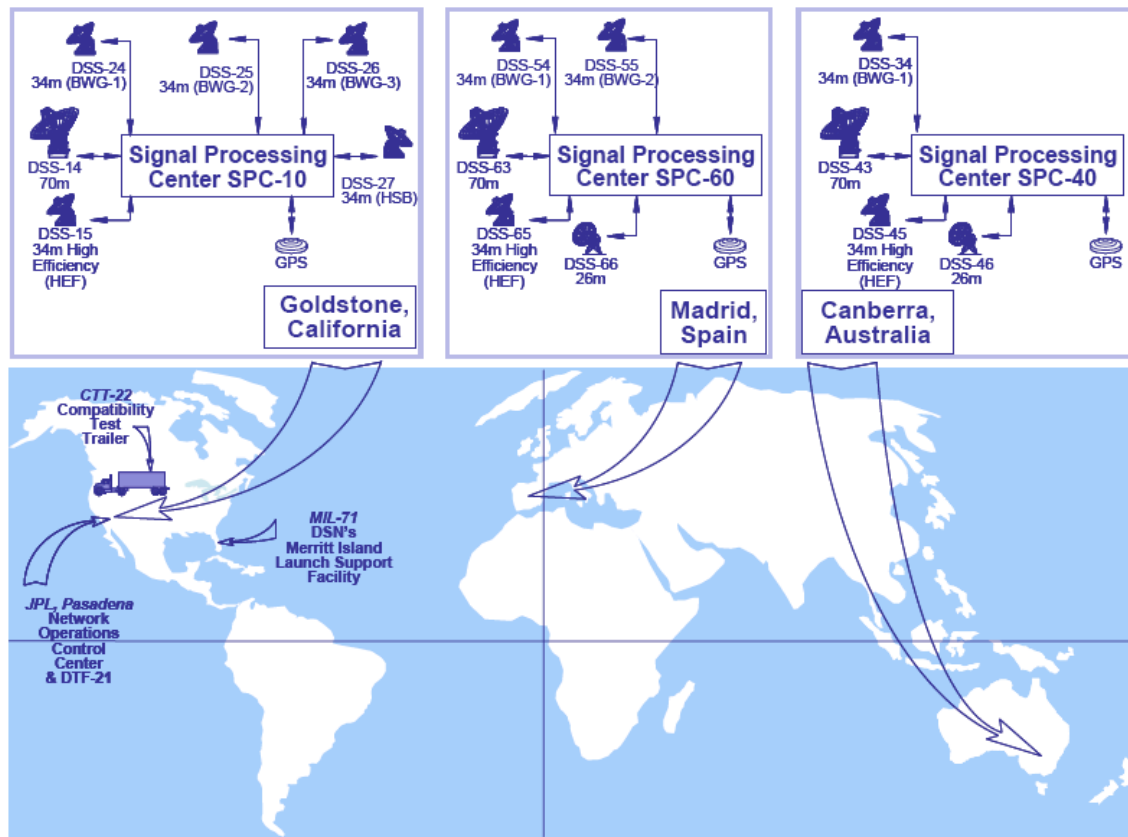 DSS-24
34m (BWG-1)
DSS-25
34m (BWG-2)
DSS-26
34m (BWG-3)
DSS-14
70m
Signal Processing
Center SPC-10
DSS-27
34m (HSB)
DSS-15
34m High
Efficiency
(HEF)
GPS
Goldstone,
California
DSS-54
34m (BWG-1)
DSS-55
34m (BWG-2)
DSS-63
70m
Signal Processing
Center SPC-60
DSS-65
34m High
Efficiency
(HEF)
DSS-66
26m
GPS
Madrid,
Spain
DSS-34
34m (BWG-1)
DSS-43
70m
Signal Processing
Center SPC-40
DSS-45
34m High
Efficiency
(HEF)
DSS-46
26m
GPS
Canberra,
Australia
CTT-22
Compatibility
Test
Trailer
MIL-71
DSN's
Merritt Island
Launch Support
Facility
JPL, Pasadena
Network
Operations
Control
Center
& DTF-21